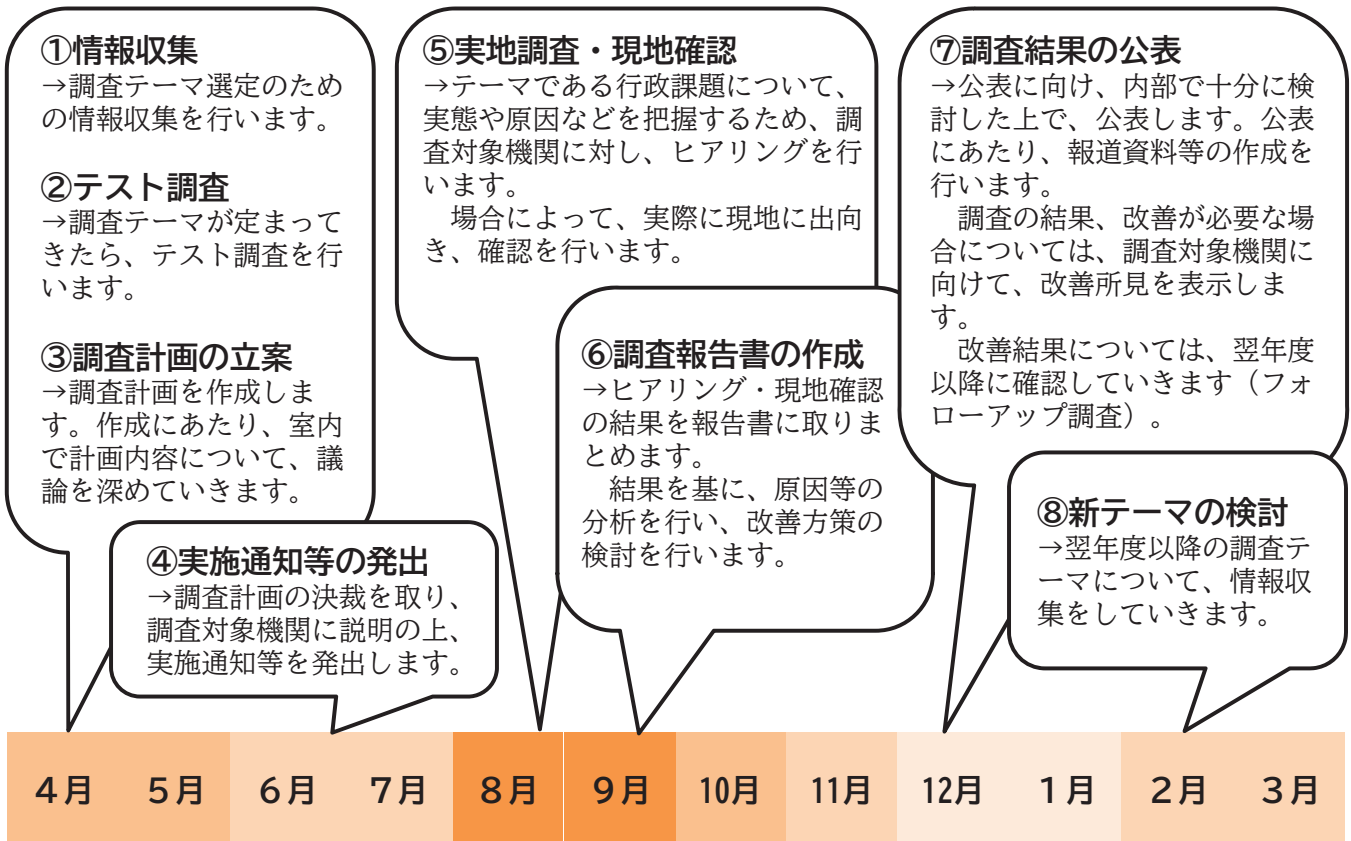 ①情報収集
→調査テーマ選定のため
の情報収集を行います。
②テスト調査
→調査テーマが定まって
きたら、テスト調査を行
います。
③調査計画の立案
→調査計画を作成しま
す。作成にあたり、室内
で計画内容について、議
論を深めていきます。
④実施通知等の発出
→調査計画の決裁を取り、
調査対象機関に説明の上、
実施通知等を発出します。
⑤実地調査・現地確認
→テーマである行政課題について、
実態や原因などを把握するため、調
査対象機関に対し、ヒアリングを行
います。
　場合によって、実際に現地に出向
き、確認を行います。
⑥調査報告書の作成
→ヒアリング・現地確認
の結果を報告書に取りま
とめます。
　結果を基に、原因等の
分析を行い、改善方策の
検討を行います。
⑦調査結果の公表
→公表に向け、内部で十分に検
討した上で、公表します。公表
にあたり、報道資料等の作成を
行います。
　調査の結果、改善が必要な場
合については、調査対象機関に
向けて、改善所見を表示しま
す。
　改善結果については、翌年度
以降に確認していきます（フォ
ローアップ調査）。
⑧新テーマの検討
→翌年度以降の調査テ
ーマについて、情報収
集をしていきます。
４月 ５月 ６月 ７月 ８月 ９月 10月 11月 12月 １月 ２月 ３月